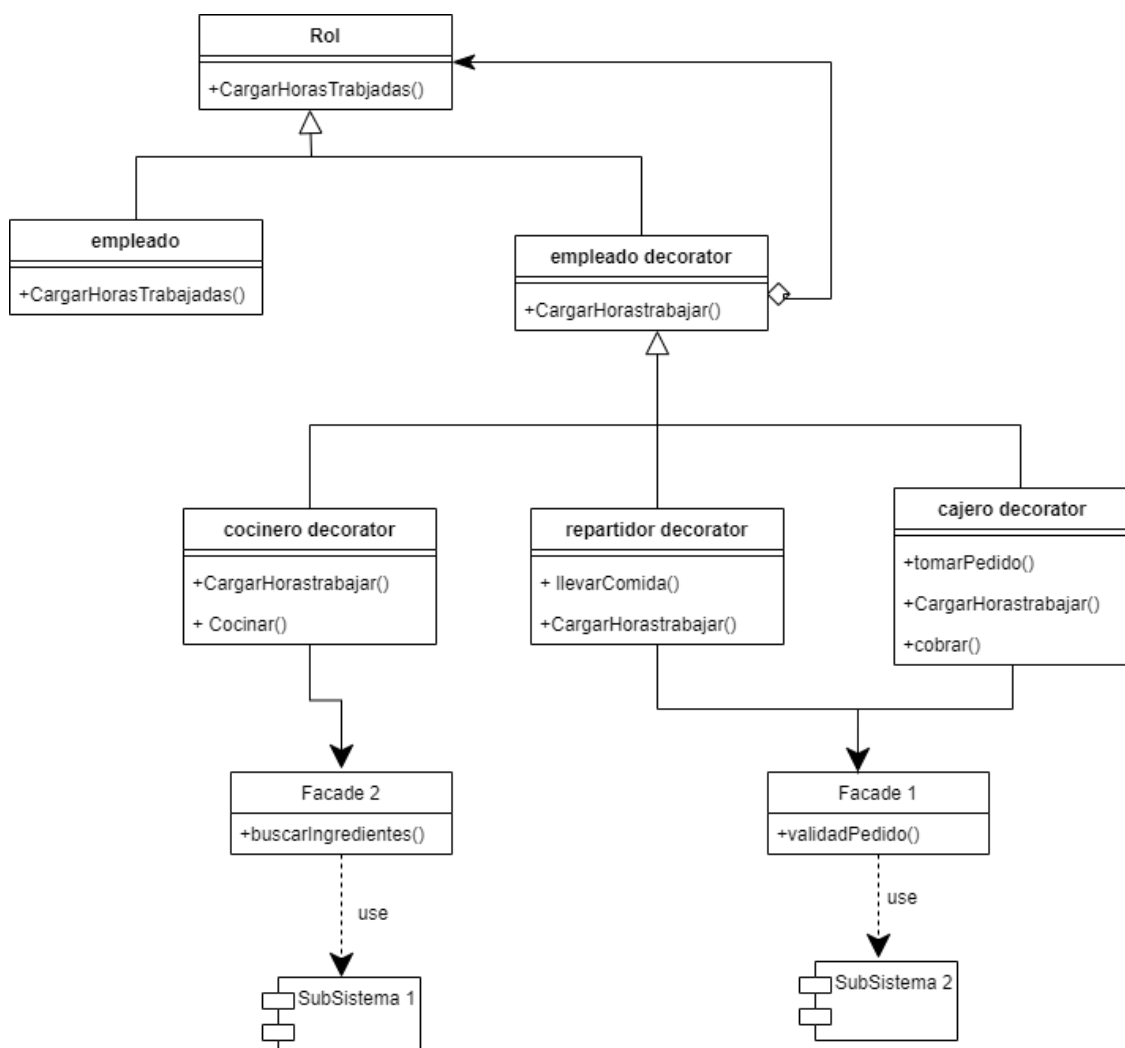 Rol
+CargarHorasTrabjadas()
empleado
+CargarHorasTrabajadas()
empleado decorator
+CargarHorastrabajar()
cocinero decorator
+CargarHorastrabajar()
+ Cocinar()
repartidor decorator
+ llevarComida()
+CargarHorastrabajar()
cajero decorator
+tomarPedido()
+CargarHorastrabajar()
+cobrar()
Facade 2
+buscarIngredientes()
Facade 1
+validadPedido()
use
use
SubSistema 1
SubSistema 2